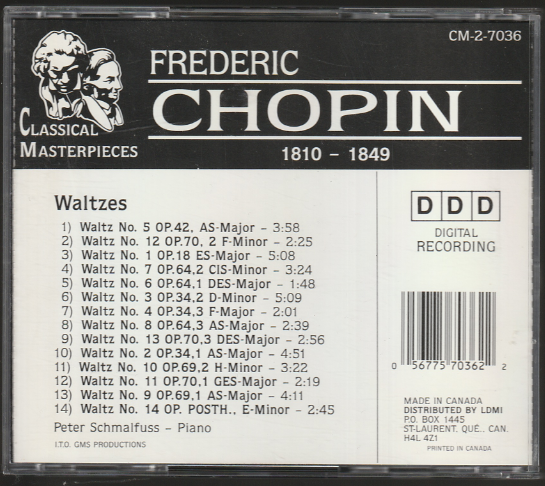 CM-2-7036
FREDERIC
CHOPIN
CLASSICAL
MASTERPIECES
1810 – 1849
Waltzes
1) Waltz No. 5 OP.42, AS-Major – 3:58
2) Waltz No. 12 OP.70, 2 F-Minor – 2:25
3) Waltz No. 1 OP.18 ES-Major – 5:08
4) Waltz No. 7 OP.64,2 CIS-Minor – 3:24
5) Waltz No. 6 OP.64,1 DES-Major – 1:48
6) Waltz No. 3 OP.34,2 D-Minor – 5:09
7) Waltz No. 4 OP.34,3 F-Major – 2:01
8) Waltz No. 8 OP.64,3 AS-Major – 2:39
9) Waltz No. 13 OP.70,3 DES-Major – 2:56
10) Waltz No. 2 OP.34,1 AS-Major – 4:51
11) Waltz No. 10 OP.69,2 H-Minor – 3:22
12) Waltz No. 11 OP.70,1 GES-Major – 2:19
13) Waltz No. 9 OP.69,1 AS-Major – 4:11
14) Waltz No. 14 OP. POSTH., E-Minor – 2:45
Peter Schmalfuss – Piano
I.T.O. GMS PRODUCTIONS
D D D
DIGITAL
RECORDING
0 56775 70362 2
MADE IN CANADA
DISTRIBUTED BY LDMI
P.O. BOX 1445
ST-LAURENT, QUÉ., CAN.
H4L 4Z1
PRINTED IN CANADA